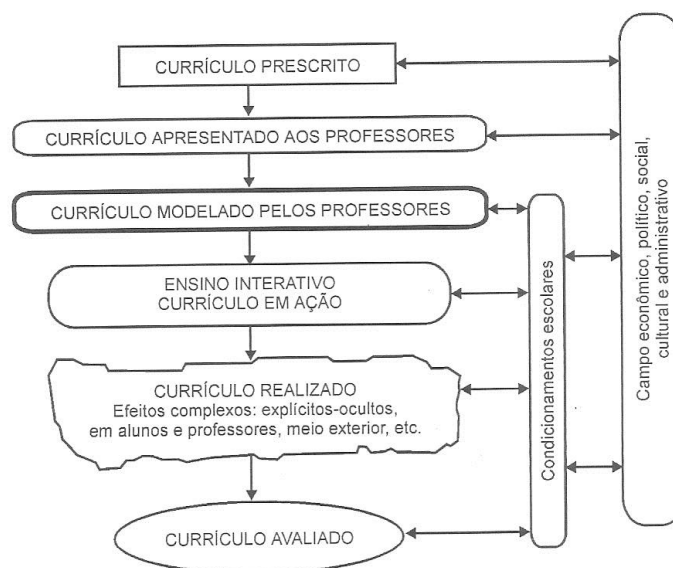 CURRÍCULO PRESCRITO
CURRÍCULO APRESENTADO AOS PROFESSORES
CURRÍCULO MODELADO PELOS PROFESSORES
ENSINO INTERATIVO
CURRÍCULO EM AÇÃO
CURRÍCULO REALIZADO
Efeitos complexos: explícitos-ocultos,
em alunos e professores, meio exterior, etc.
CURRÍCULO AVALIADO
Condicionamentos escolares
Campo econômico, político, social,
cultural e administrativo